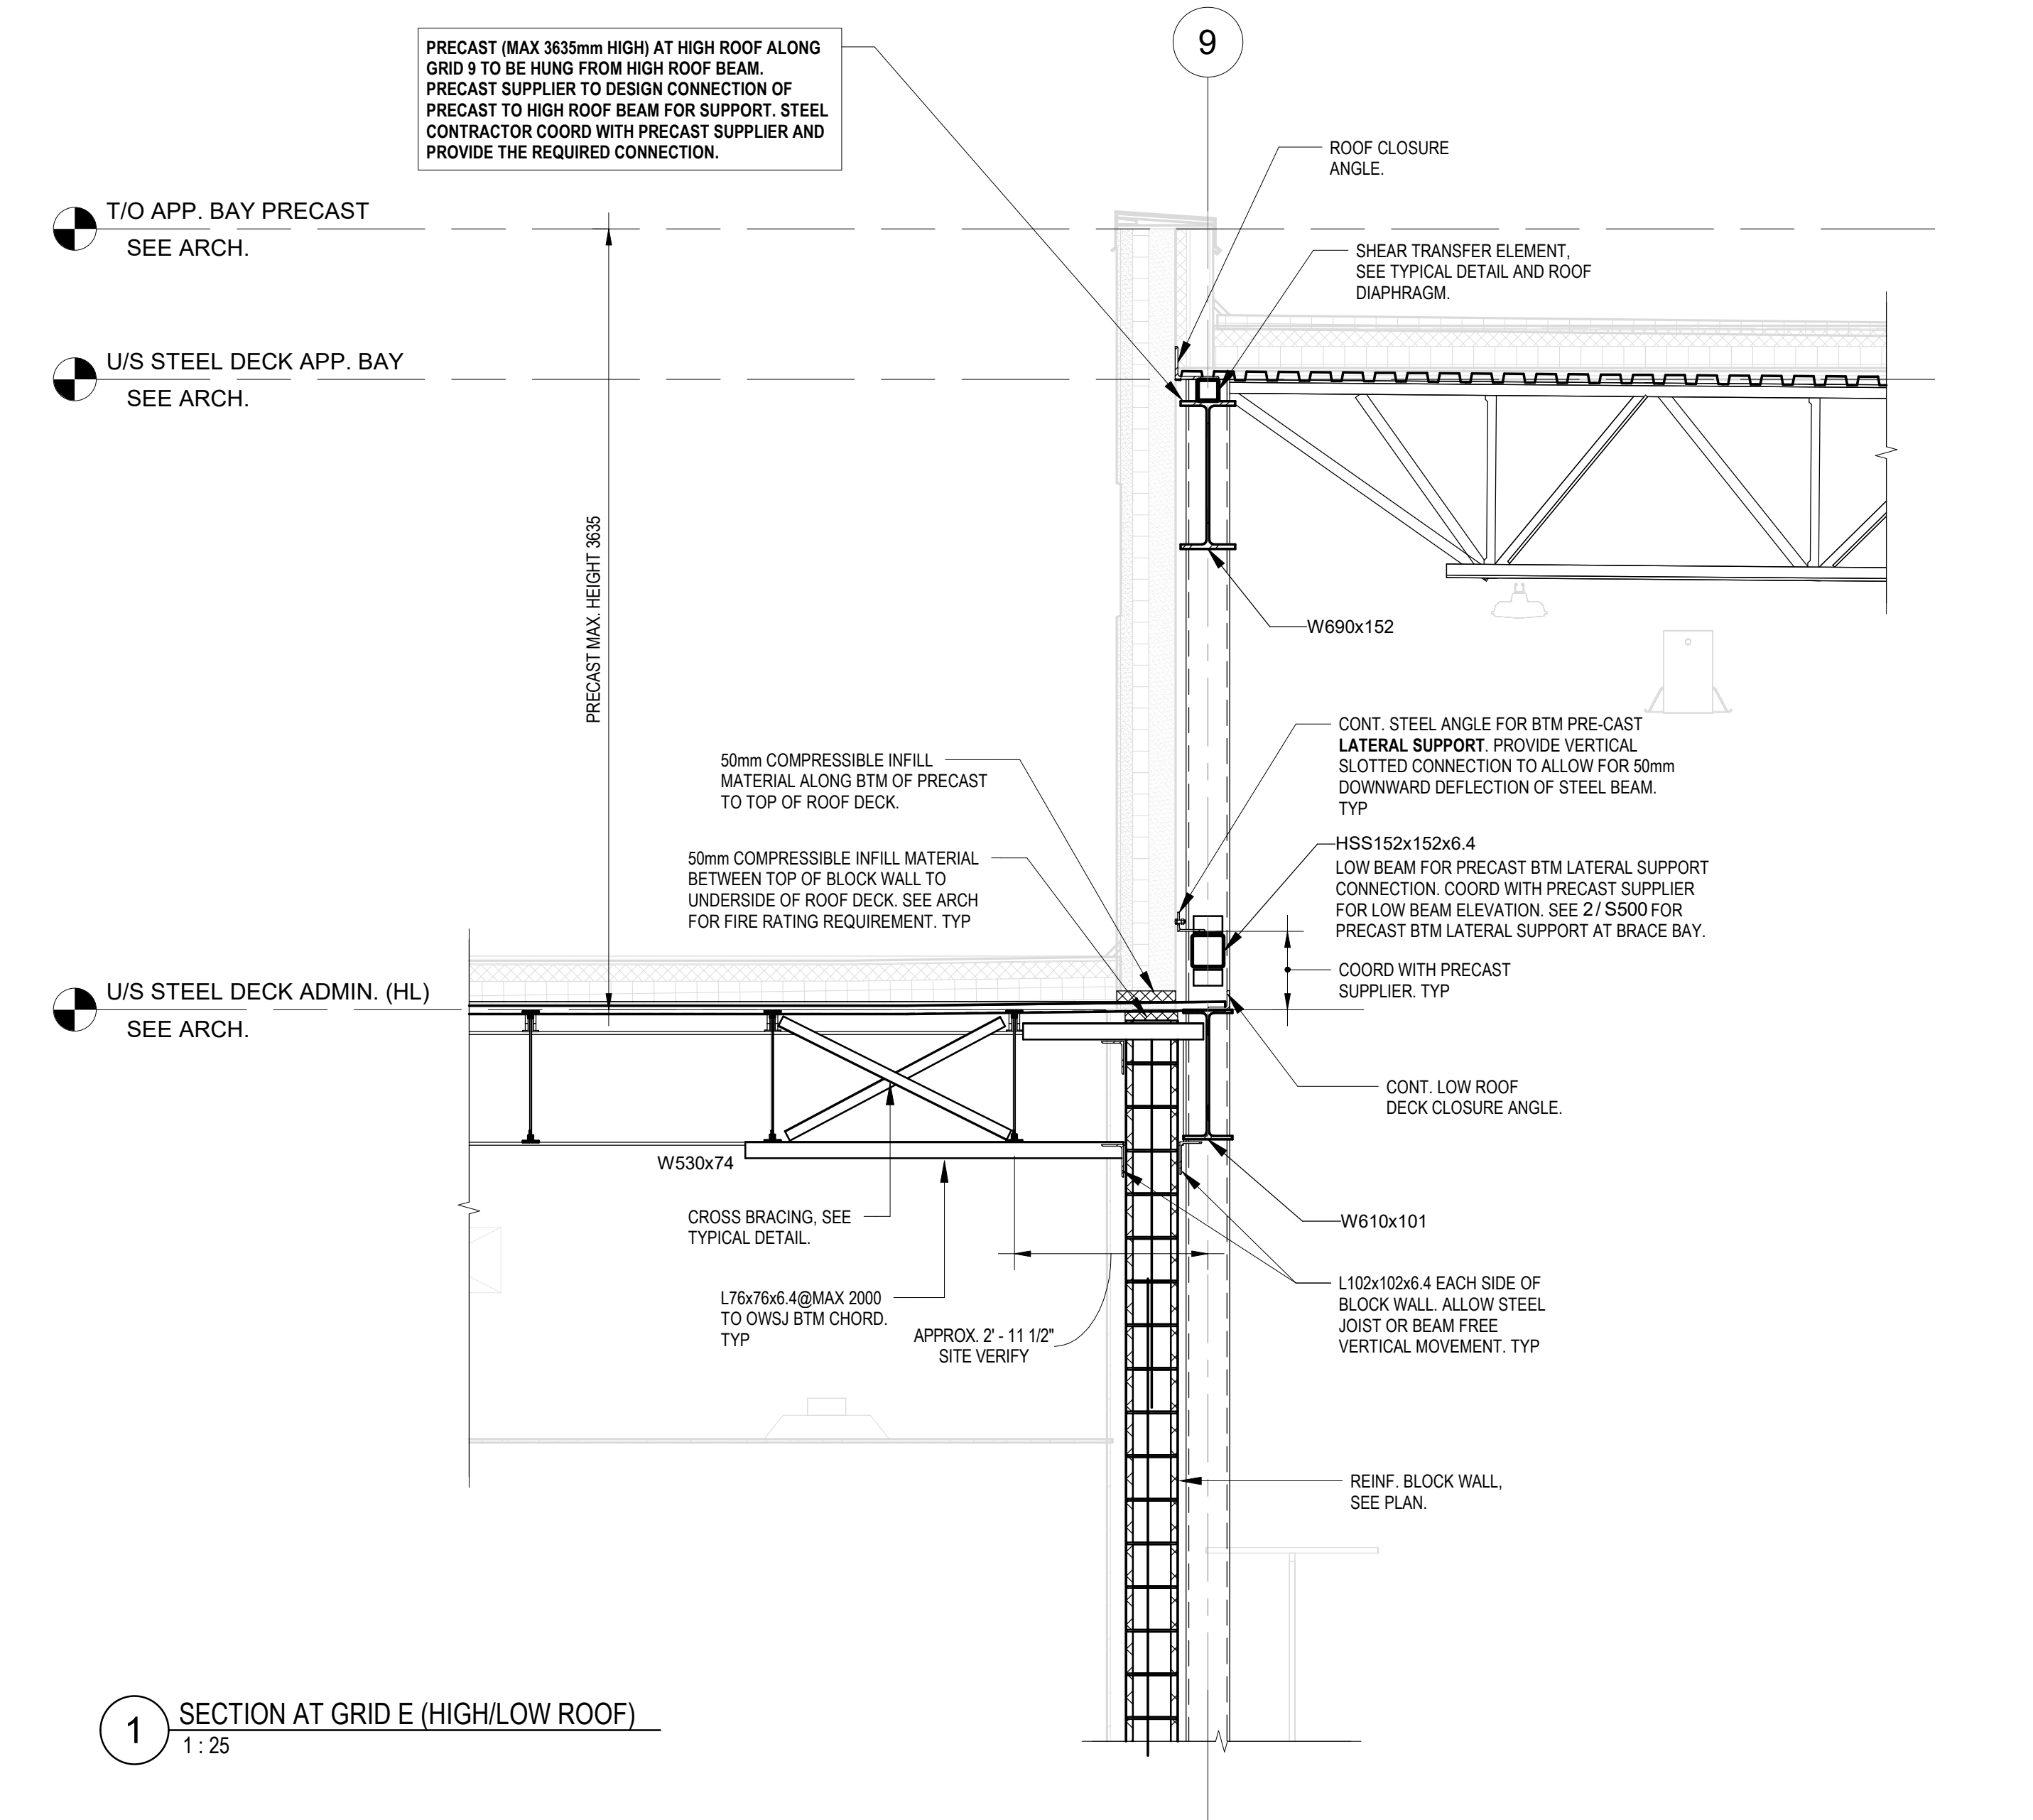 9
PRECAST (MAX 3635mm HIGH) AT HIGH ROOF ALONG
GRID 9 TO BE HUNG FROM HIGH ROOF BEAM.
PRECAST SUPPLIER TO DESIGN CONNECTION OF
PRECAST TO HIGH ROOF BEAM FOR SUPPORT. STEEL
CONTRACTOR COORD WITH PRECAST SUPPLIER AND
PROVIDE THE REQUIRED CONNECTION.
ROOF CLOSURE
ANGLE.
T/O APP. BAY PRECAST
SEE ARCH.
SHEAR TRANSFER ELEMENT,
SEE TYPICAL DETAIL AND ROOF
DIAPHRAGM.
U/S STEEL DECK APP. BAY
SEE ARCH.
PRECAST MAX. HEIGHT 3635
W690x152
CONT. STEEL ANGLE FOR BTM PRE-CAST
LATERAL SUPPORT. PROVIDE VERTICAL
SLOTTED CONNECTION TO ALLOW FOR 50mm
DOWNWARD DEFLECTION OF STEEL BEAM.
TYP
50mm COMPRESSIBLE INFILL
MATERIAL ALONG BTM OF PRECAST
TO TOP OF ROOF DECK.
HSS152x152x6.4
LOW BEAM FOR PRECAST BTM LATERAL SUPPORT
CONNECTION. COORD WITH PRECAST SUPPLIER
FOR LOW BEAM ELEVATION. SEE 2 / S500 FOR
PRECAST BTM LATERAL SUPPORT AT BRACE BAY.
50mm COMPRESSIBLE INFILL MATERIAL
BETWEEN TOP OF BLOCK WALL TO
UNDERSIDE OF ROOF DECK. SEE ARCH
FOR FIRE RATING REQUIREMENT. TYP
COORD WITH PRECAST
SUPPLIER. TYP
U/S STEEL DECK ADMIN. (HL)
SEE ARCH.
CONT. LOW ROOF
DECK CLOSURE ANGLE.
W530x74
CROSS BRACING, SEE
TYPICAL DETAIL.
W610x101
L76x76x6.4@MAX 2000
TO OWSJ BTM CHORD.
TYP
APPROX. 2' - 11 1/2"
SITE VERIFY
L102x102x6.4 EACH SIDE OF
BLOCK WALL. ALLOW STEEL
JOIST OR BEAM FREE
VERTICAL MOVEMENT. TYP
REINF. BLOCK WALL,
SEE PLAN.
1
SECTION AT GRID E (HIGH/LOW ROOF)
1 : 25